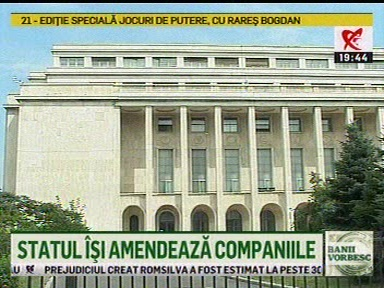 21 - EDIȚIE SPECIALĂ JOCURI DE PUTERE, CU RAREȘ BOGDAN
19:44
STATUL ÎȘI AMENDEAZĂ COMPANIILE
BANII
VORBESC
PREJUDICIUL CREAT ROMSILVA A FOST ESTIMAT LA PESTE 30